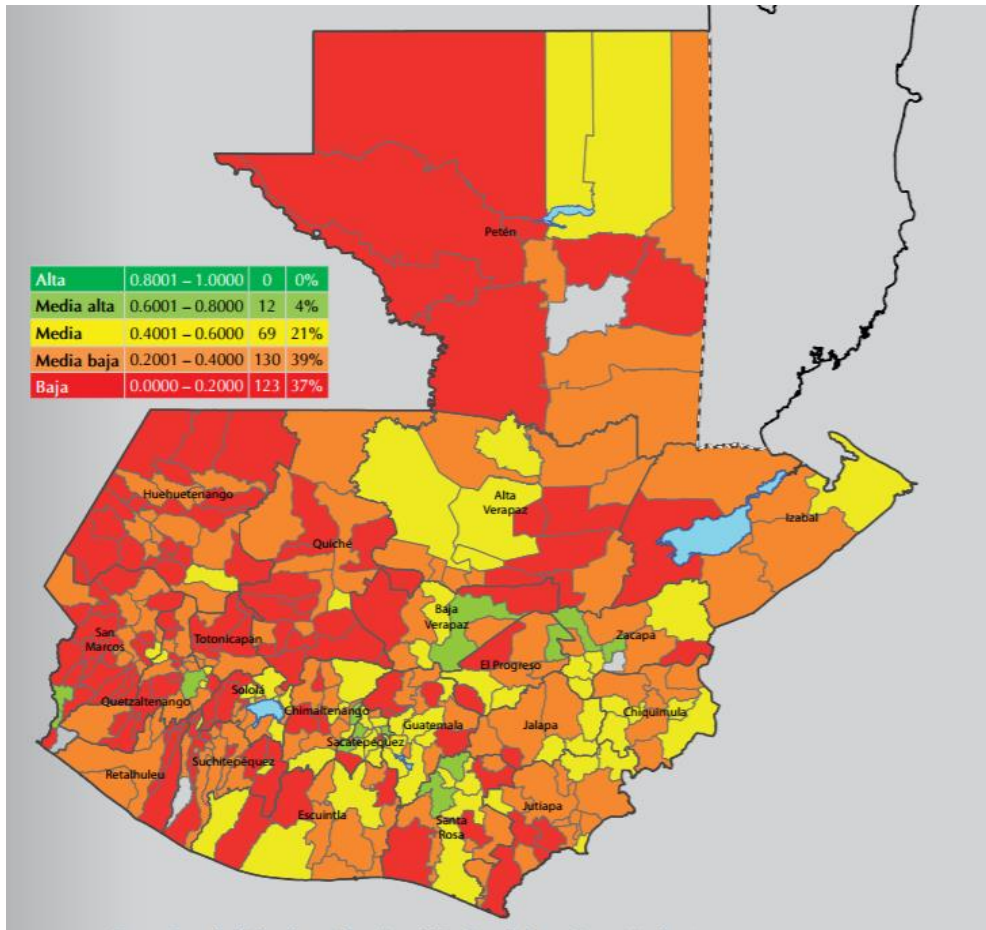 Petén
Alta 0.8001 – 1.0000 0 0%
Media alta 0.6001 – 0.8000 12 4%
Media 0.4001 – 0.6000 69 21%
Media baja 0.2001 – 0.4000 130 39%
Baja 0.0000 – 0.2000 123 37%
Huehuetenango
Alta
Verapaz
Izabal
Quiché
Baja
Verapaz
Zacapa
San
Marcos
Totonicapán
El Progreso
Sololá
Quetzaltenango
Chimaltenango
Chiquimula
Guatemala
Jalapa
Sacatepéquez
Suchitepéquez
Retalhuleu
Jutiapa
Escuintla
Santa
Rosa